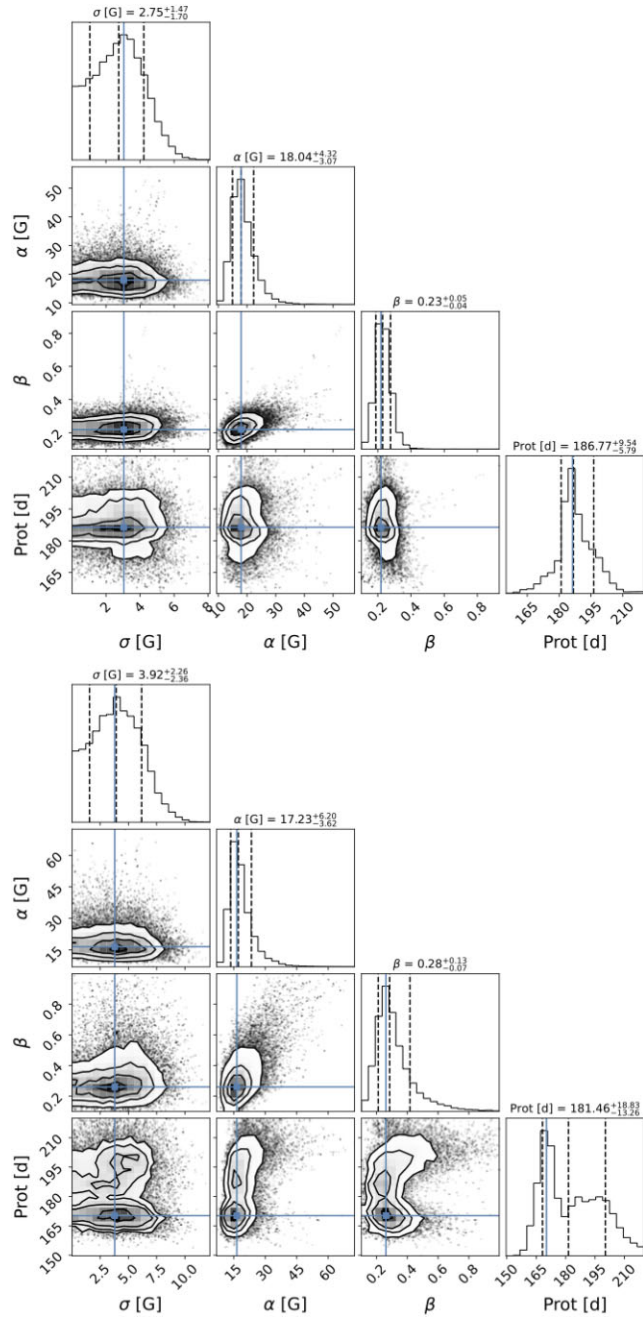 σ [G] = 2.75+1.47−1.70
α [G] = 18.04+4.32−3.07
α [G]
50
40
30
20
10
β = 0.23+0.05−0.04
β
0.8
0.6
0.4
0.2
Prot [d] = 186.77+9.54−5.79
Prot [d]
210
195
180
165
0 2 4 6 8
10 20 30 40 50
0.2 0.4 0.6 0.8
165 180 195 210
σ [G] α [G] β Prot [d]
σ [G] = 3.92+2.26−2.36
α [G] = 17.23+6.20−3.62
α [G]
60
45
30
15
β = 0.28+0.13−0.07
β
0.8
0.6
0.4
0.2
Prot [d] = 181.46+18.83−13.26
Prot [d]
210
195
180
165
150
2.5 5.0 7.5 10.0
15 30 45 60
0.2 0.4 0.6 0.8
150 165 180 195 210
σ [G] α [G] β Prot [d]